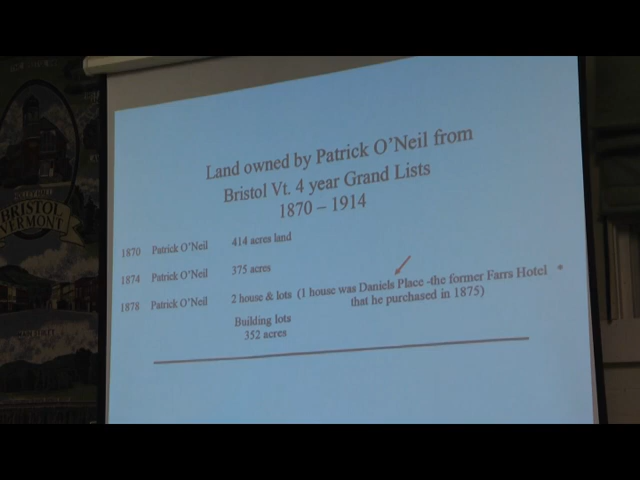 Land owned by Patrick O'Neil from
Bristol Vt. 4 year Grand Lists
1870 – 1914
1870 Patrick O'Neil 414 acres land
1874 Patrick O'Neil 375 acres
1878 Patrick O'Neil 2 house & lots (1 house was Daniels Place -the former Farrs Hotel *
that he purchased in 1875)
Building lots
352 acres
BRISTOL
VERMONT